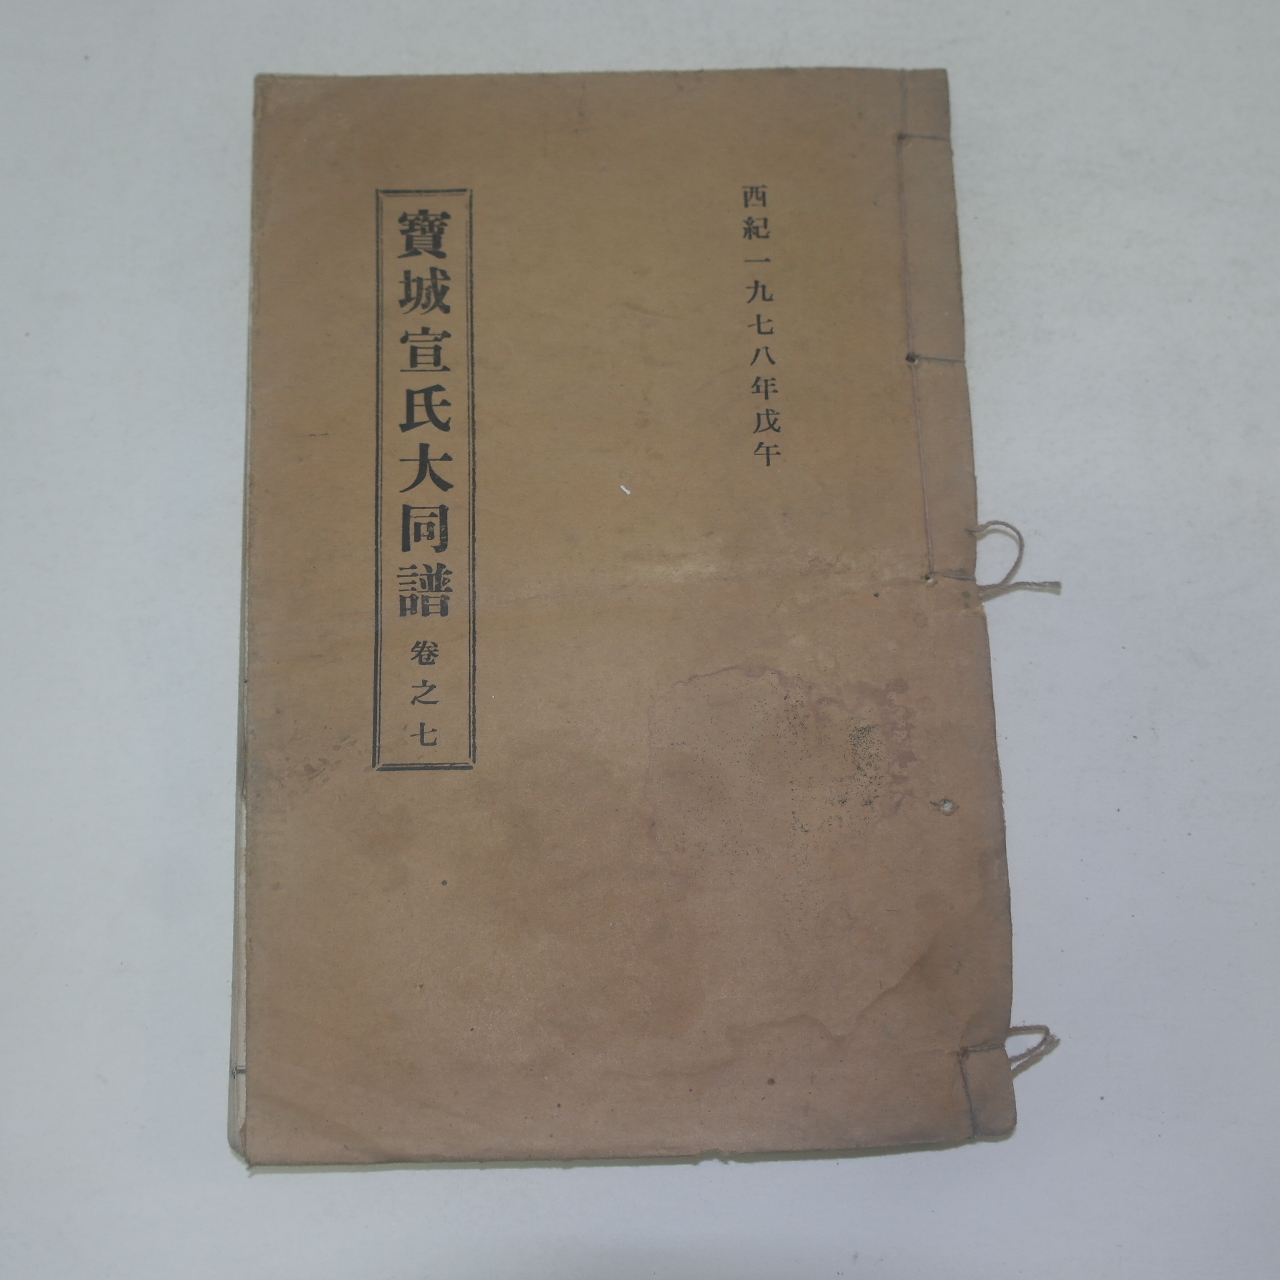 西紀一九七八年戊午
寶城宣氏大同譜 卷之七